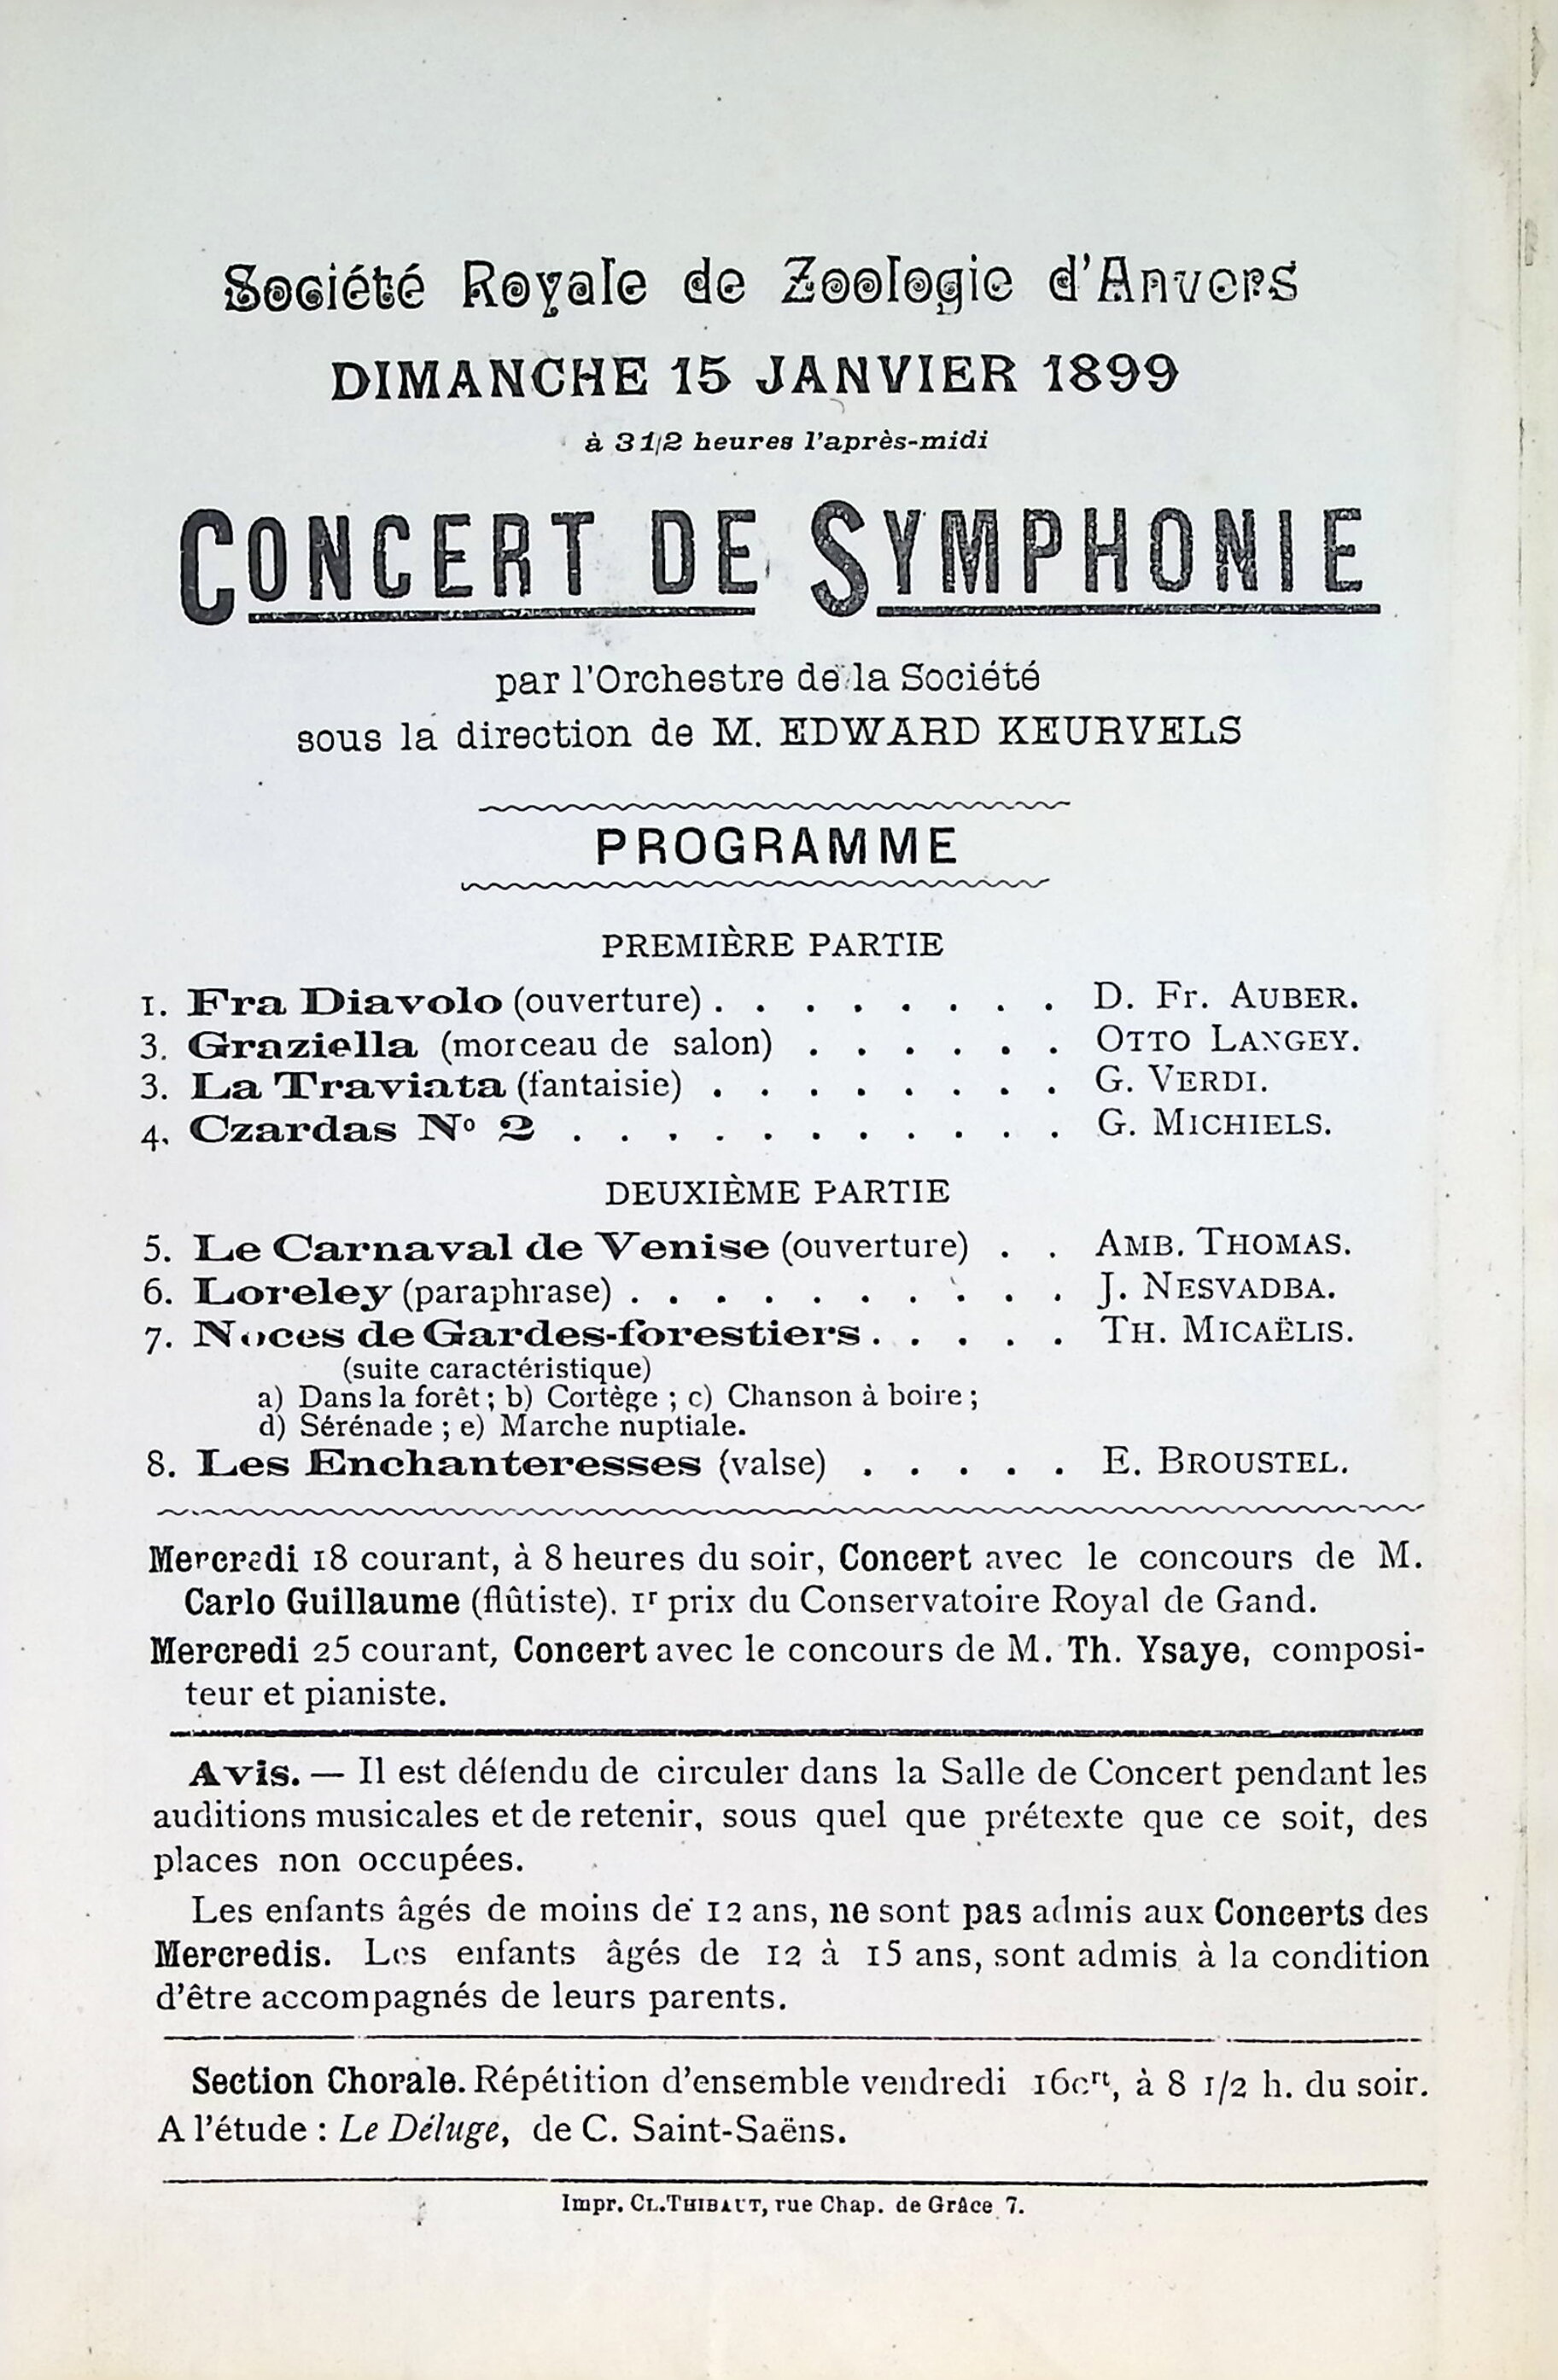 Société Royale de Zoologie d'Anvers
DIMANCHE 15 JANVIER 1899
à 3 1/2 heures l'après-midi
CONCERT DE SYMPHONIE
par l'Orchestre de la Société
sous la direction de M. EDWARD KEURVELS
PROGRAMME
PREMIÈRE PARTIE
1. Fra Diavolo (ouverture) . . . . . . . . D. Fr. AUBER.
3. Graziella (morceau de salon) . . . . . . OTTO LANGEY.
3. La Traviata (fantaisie) . . . . . . . . G. VERDI.
4. Czardas No 2 . . . . . . . . . . . G. MICHIELS.
DEUXIÈME PARTIE
5. Le Carnaval de Venise (ouverture) . . AMB. THOMAS.
6. Loreley (paraphrase) . . . . . . . . . . J. NESVADBA.
7. Noces de Gardes-forestiers . . . . . TH. MICAËLIS.
(suite caractéristique)
a) Dans la forêt ; b) Cortège ; c) Chanson à boire ;
d) Sérénade ; e) Marche nuptiale.
8. Les Enchanteresses (valse) . . . . . E. BROUSTEL.
Mercredi 18 courant, à 8 heures du soir, Concert avec le concours de M.
Carlo Guillaume (flûtiste). 1r prix du Conservatoire Royal de Gand.
Mercredi 25 courant, Concert avec le concours de M. Th. Ysaye, composi-
teur et pianiste.
Avis. — Il est défendu de circuler dans la Salle de Concert pendant les
auditions musicales et de retenir, sous quel que prétexte que ce soit, des
places non occupées.
Les enfants âgés de moins de 12 ans, ne sont pas admis aux Concerts des
Mercredis. Les enfants âgés de 12 à 15 ans, sont admis à la condition
d'être accompagnés de leurs parents.
Section Chorale. Répétition d'ensemble vendredi 16crt, à 8 1/2 h. du soir.
A l'étude : Le Déluge, de C. Saint-Saëns.
Impr. CL. THIBAUT, rue Chap. de Grâce 7.